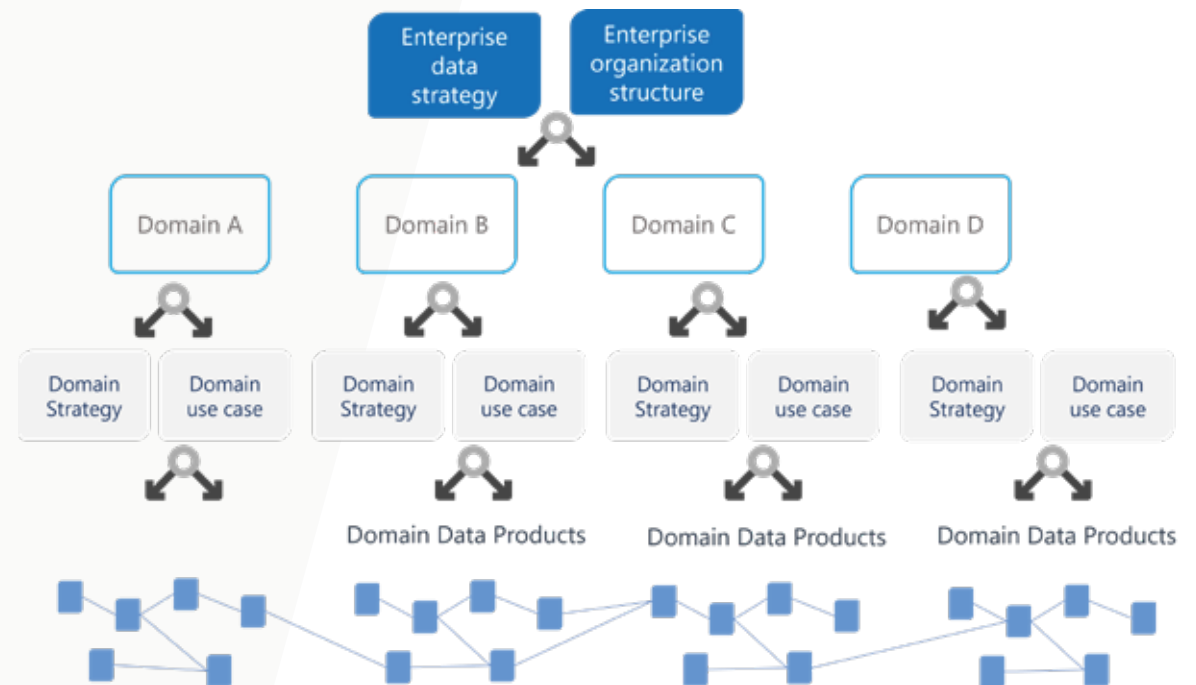 Enterprise
data
strategy
Enterprise
organization
structure
Domain A
Domain B
Domain C
Domain D
Domain
Strategy
Domain
use case
Domain
Strategy
Domain
use case
Domain
Strategy
Domain
use case
Domain
Strategy
Domain
use case
Domain Data Products
Domain Data Products
Domain Data Products